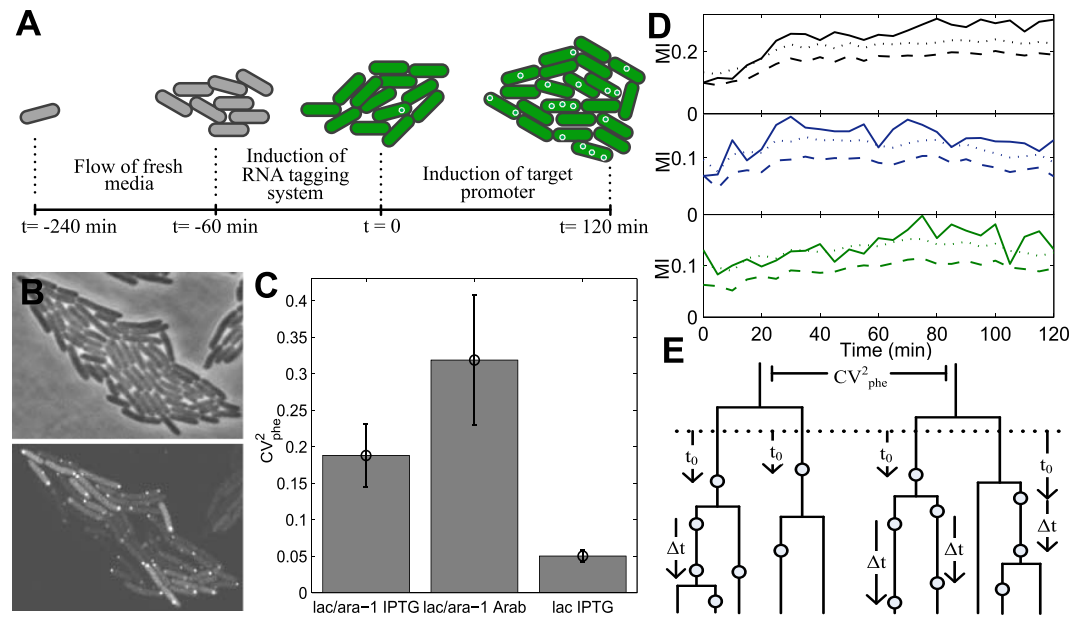 A
Flow of fresh
media
Induction of
RNA tagging
system
Induction of target
promoter
t= -240 min
t= -60 min
t = 0
t= 120 min
B
C
CV²phe
0.4
0.35
0.3
0.25
0.2
0.15
0.1
0.05
0
lac/ara−1 IPTG
lac/ara−1 Arab
lac IPTG
D
MI
0.2
0
MI
0.1
0
MI
0.1
0
0
20
40
60
80
100
120
Time (min)
E
CV²phe
t₀
t₀
t₀
t₀
Δt
Δt
Δt
Δt